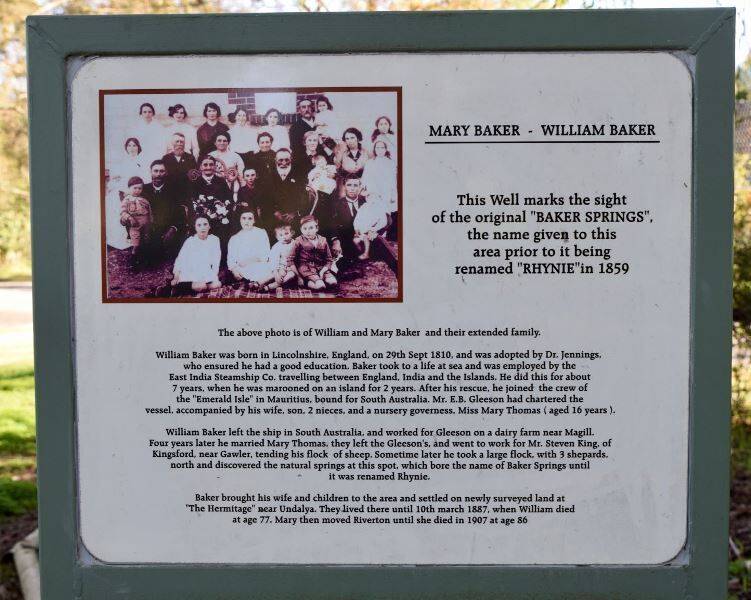 MARY BAKER - WILLIAM BAKER
This Well marks the sight
of the original "BAKER SPRINGS",
the name given to this
area prior to it being
renamed "RHYNIE"in 1859
The above photo is of William and Mary Baker and their extended family.
William Baker was born in Lincolnshire, England, on 29th Sept 1810, and was adopted by Dr. Jennings,
who ensured he had a good education. Baker took to a life at sea and was employed by the
East India Steamship Co. travelling between England, India and the Islands. He did this for about
7 years, when he was marooned on an island for 2 years. After his rescue, he joined the crew of
the "Emerald Isle" in Mauritius, bound for South Australia. Mr. E.B. Gleeson had chartered the
vessel, accompanied by his wife, son, 2 nieces, and a nursery governess, Miss Mary Thomas ( aged 16 years ).
William Baker left the ship in South Australia, and worked for Gleeson on a dairy farm near Magill.
Four years later he married Mary Thomas, they left the Gleeson's, and went to work for Mr. Steven King, of
Kingsford, near Gawler, tending his flock of sheep. Sometime later he took a large flock, with 3 shepards,
north and discovered the natural springs at this spot, which bore the name of Baker Springs until
it was renamed Rhynie.
Baker brought his wife and children to the area and settled on newly surveyed land at
"The Hermitage" near Undalya. They lived there until 10th march 1887, when William died
at age 77. Mary then moved Riverton until she died in 1907 at age 86